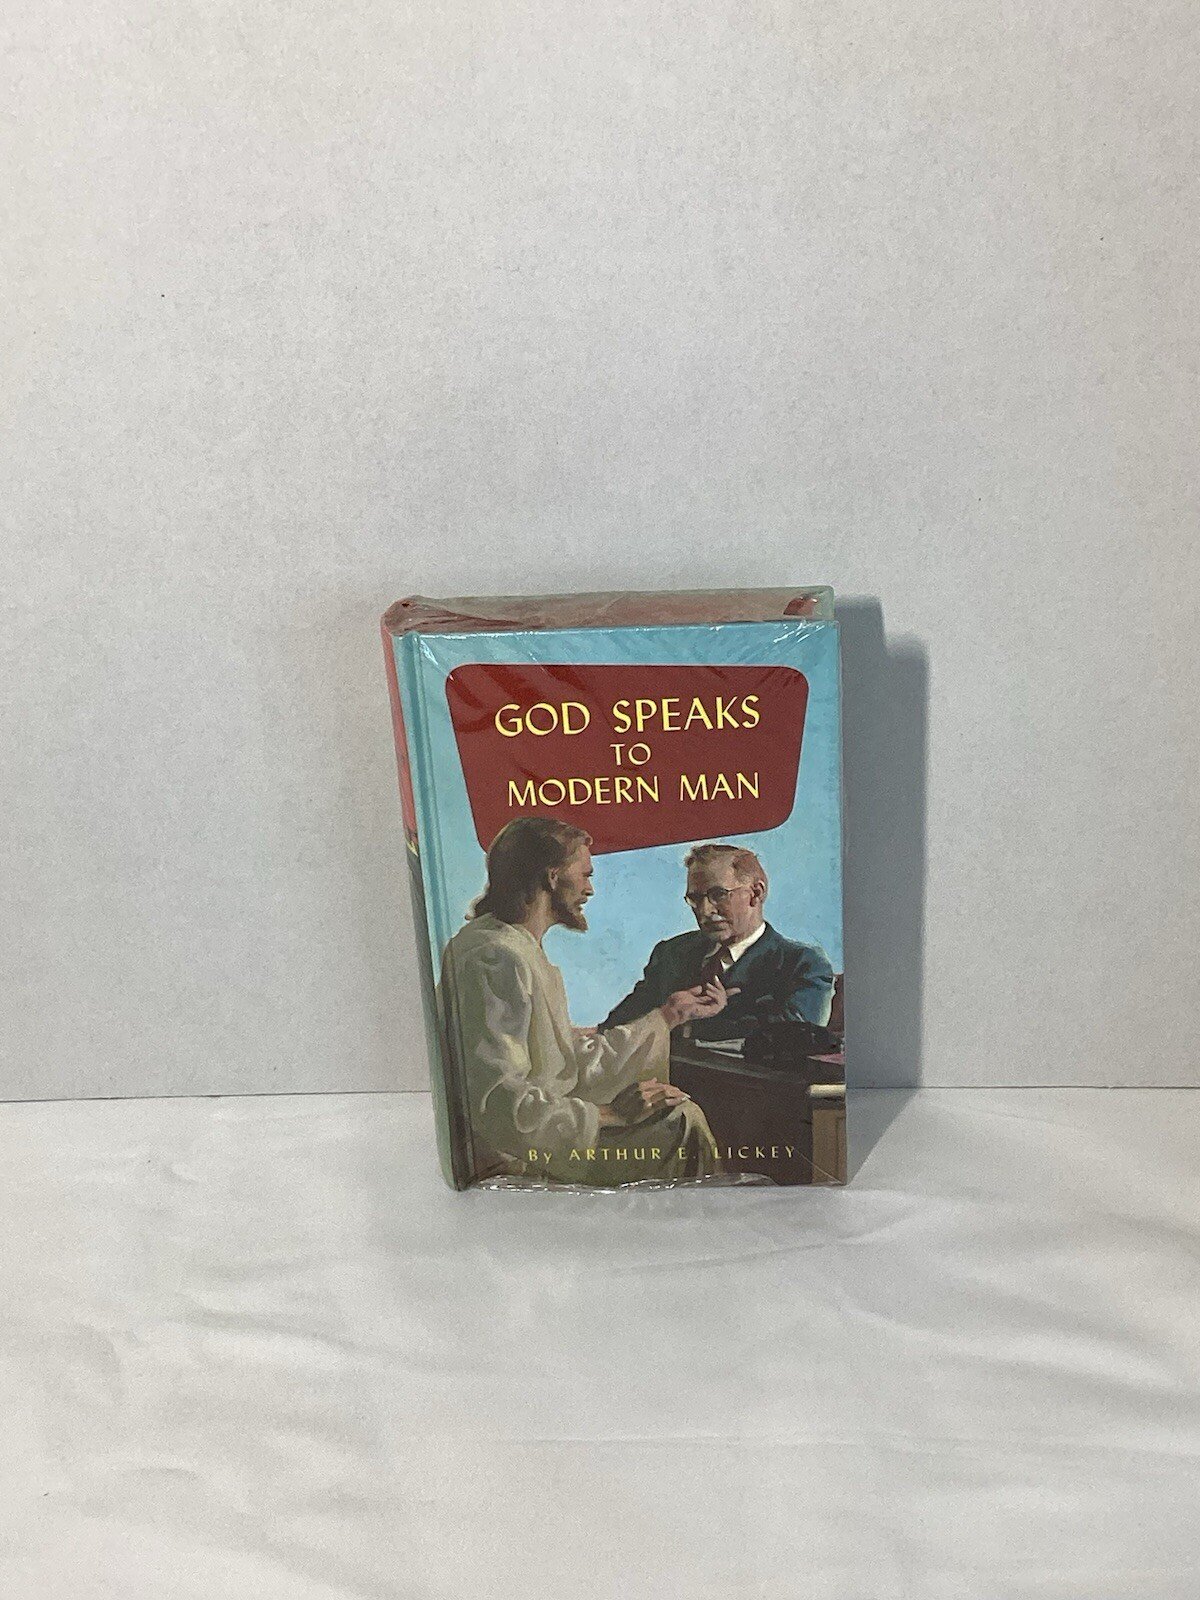 GOD SPEAKS
TO
MODERN MAN
By ARTHUR E. LICKEY